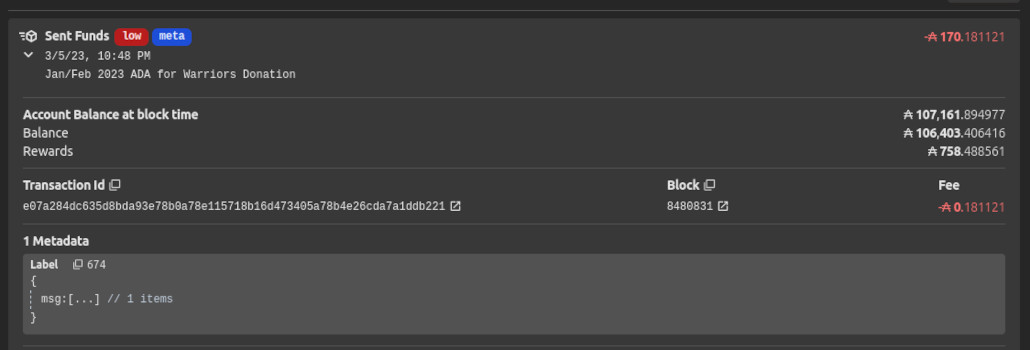 Sent Funds low meta -₳ 170.181121
3/5/23, 10:48 PM
Jan/Feb 2023 ADA for Warriors Donation
Account Balance at block time ₳ 107,161.894977
Balance ₳ 106,403.406416
Rewards ₳ 758.488561
Transaction Id Block Fee
e07a284dc635d8bda93e78b0a78e115718b16d473405a78b4e26cda7a1ddb221 8480831 -₳ 0.181121
1 Metadata
Label 674
{
msg:[...] // 1 items
}